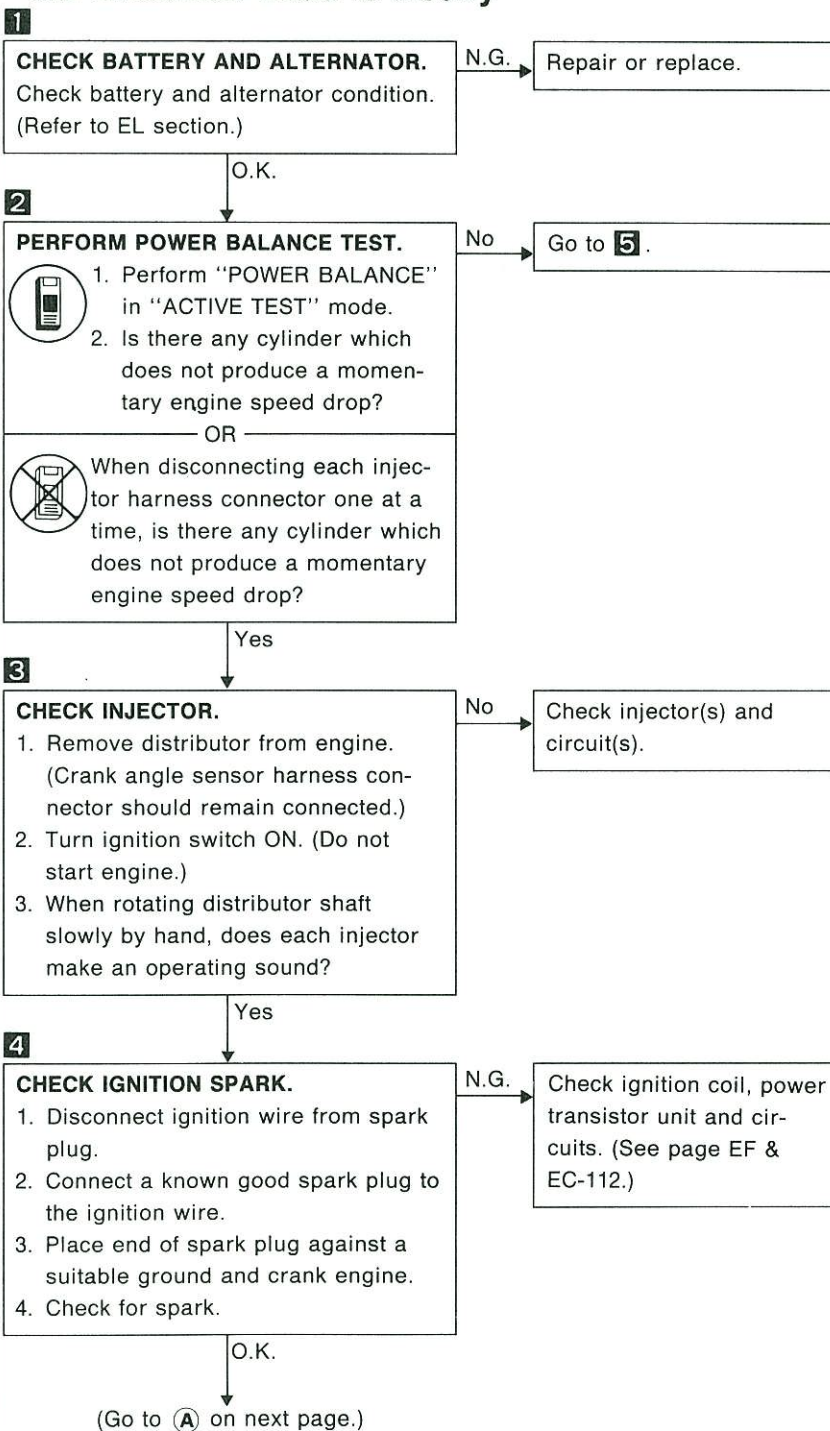 1
CHECK BATTERY AND ALTERNATOR.
Check battery and alternator condition.
(Refer to EL section.)
N.G.
Repair or replace.
O.K.
2
PERFORM POWER BALANCE TEST.
1. Perform "POWER BALANCE"
in "ACTIVE TEST" mode.
2. Is there any cylinder which
does not produce a momen-
tary engine speed drop?
OR
When disconnecting each injec-
tor harness connector one at a
time, is there any cylinder which
does not produce a momentary
engine speed drop?
No
Go to 5 .
Yes
3
CHECK INJECTOR.
1. Remove distributor from engine.
(Crank angle sensor harness con-
nector should remain connected.)
2. Turn ignition switch ON. (Do not
start engine.)
3. When rotating distributor shaft
slowly by hand, does each injector
make an operating sound?
No
Check injector(s) and
circuit(s).
Yes
4
CHECK IGNITION SPARK.
1. Disconnect ignition wire from spark
plug.
2. Connect a known good spark plug to
the ignition wire.
3. Place end of spark plug against a
suitable ground and crank engine.
4. Check for spark.
N.G.
Check ignition coil, power
transistor unit and cir-
cuits. (See page EF &
EC-112.)
O.K.
(Go to A on next page.)